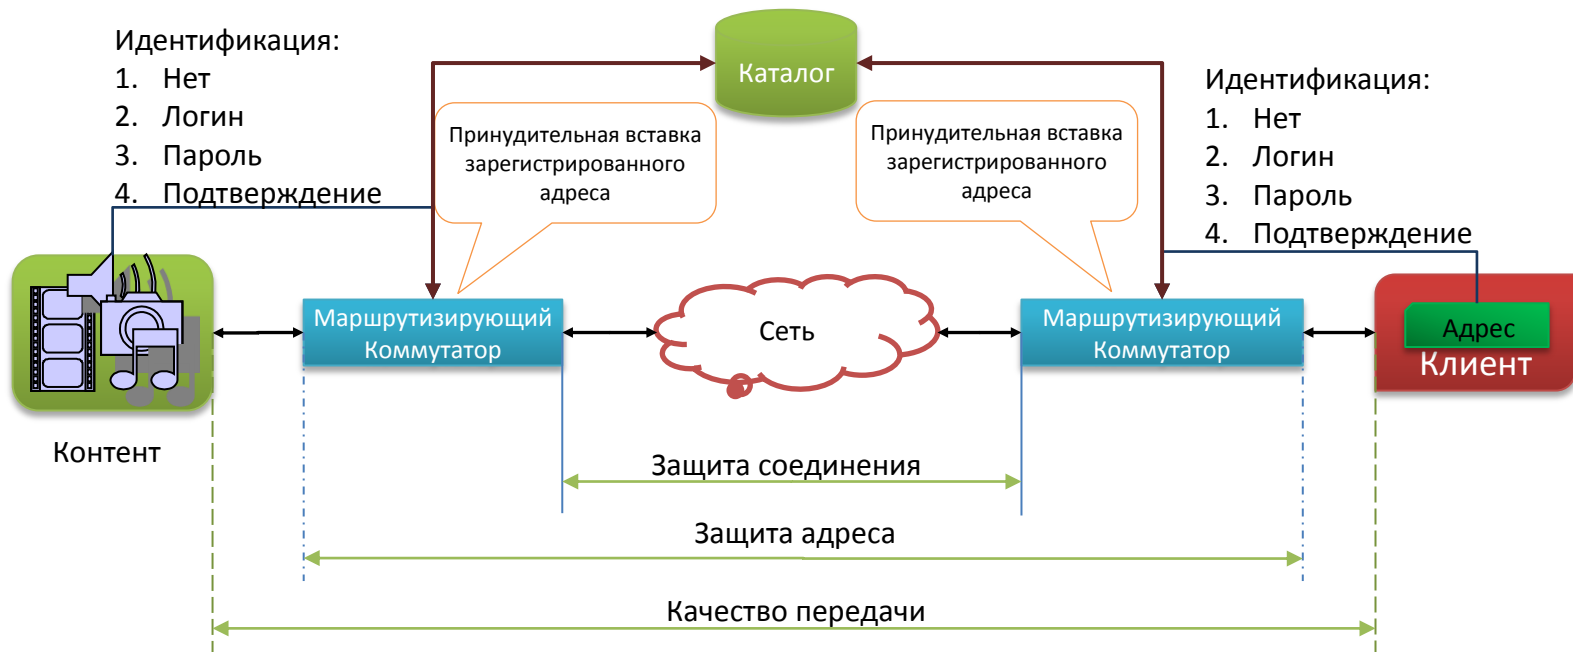 Идентификация:
1. Нет
2. Логин
3. Пароль
4. Подтверждение
Каталог
Идентификация:
1. Нет
2. Логин
3. Пароль
4. Подтверждение
Принудительная вставка
зарегистрированного
адреса
Принудительная вставка
зарегистрированного
адреса
Контент
Маршрутизирующий
Коммутатор
Сеть
Маршрутизирующий
Коммутатор
Адрес
Клиент
Защита соединения
Защита адреса
Качество передачи